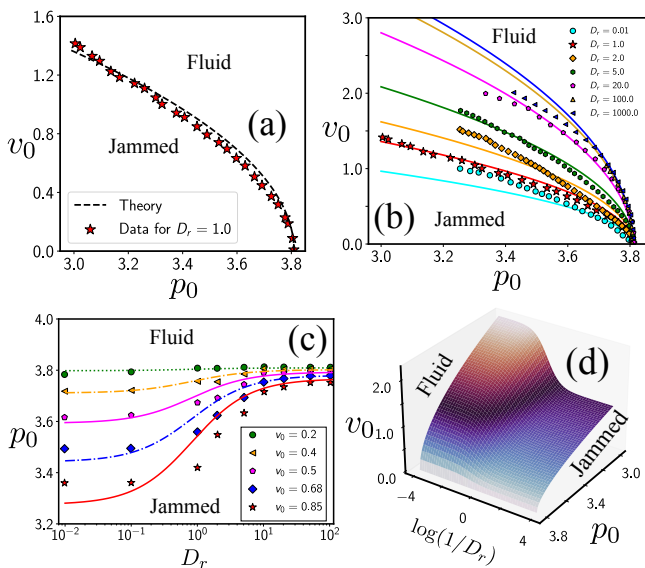 1.6
1.2
0.8
0.4
0.0
v₀
Fluid
(a)
Jammed
Theory
Data for Dᵣ = 1.0
3.0 3.2 3.4 3.6 3.8
p₀
3.0
2.0
1.0
0.0
v₀
Fluid
Dᵣ = 0.01
Dᵣ = 1.0
Dᵣ = 2.0
Dᵣ = 5.0
Dᵣ = 20.0
Dᵣ = 100.0
Dᵣ = 1000.0
(b)
Jammed
3.0 3.2 3.4 3.6 3.8
p₀
4.0
3.8
3.6
3.4
3.2
p₀
Fluid
(c)
v₀ = 0.2
v₀ = 0.4
v₀ = 0.5
v₀ = 0.68
v₀ = 0.85
Jammed
10⁻² 10⁻¹ 10⁰ 10¹ 10²
Dᵣ
(d)
Fluid
Jammed
v₀
2.0
1.0
0.0
−4
0
4
log(1/Dᵣ)
3.0
3.4
3.8
p₀